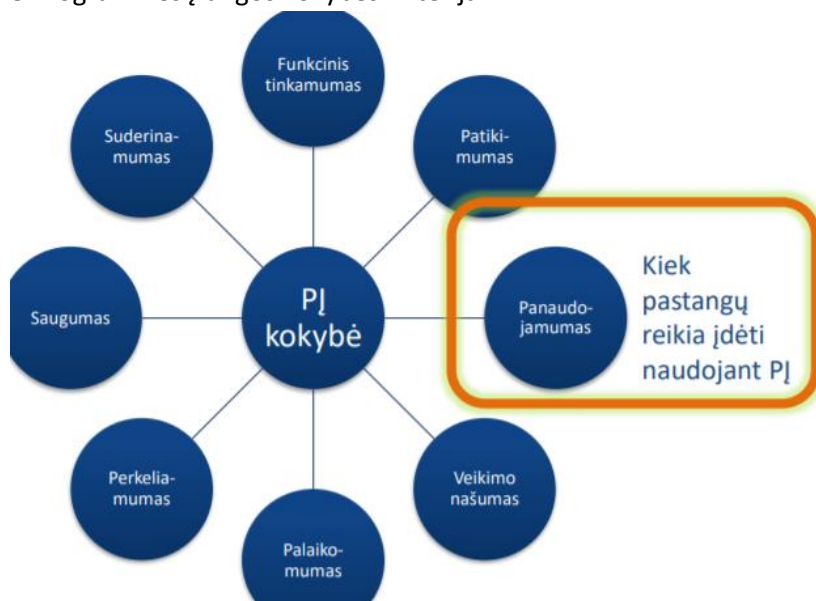 Funkcinis
tinkamumas
Suderina-
mumas
Patiki-
mumas
Saugumas
PĮ
kokybė
Panaudo-
jamumas
Kiek
pastangų
reikia įdėti
naudojant PĮ
Perkelia-
mumas
Veikimo
našumas
Palaiko-
mumas